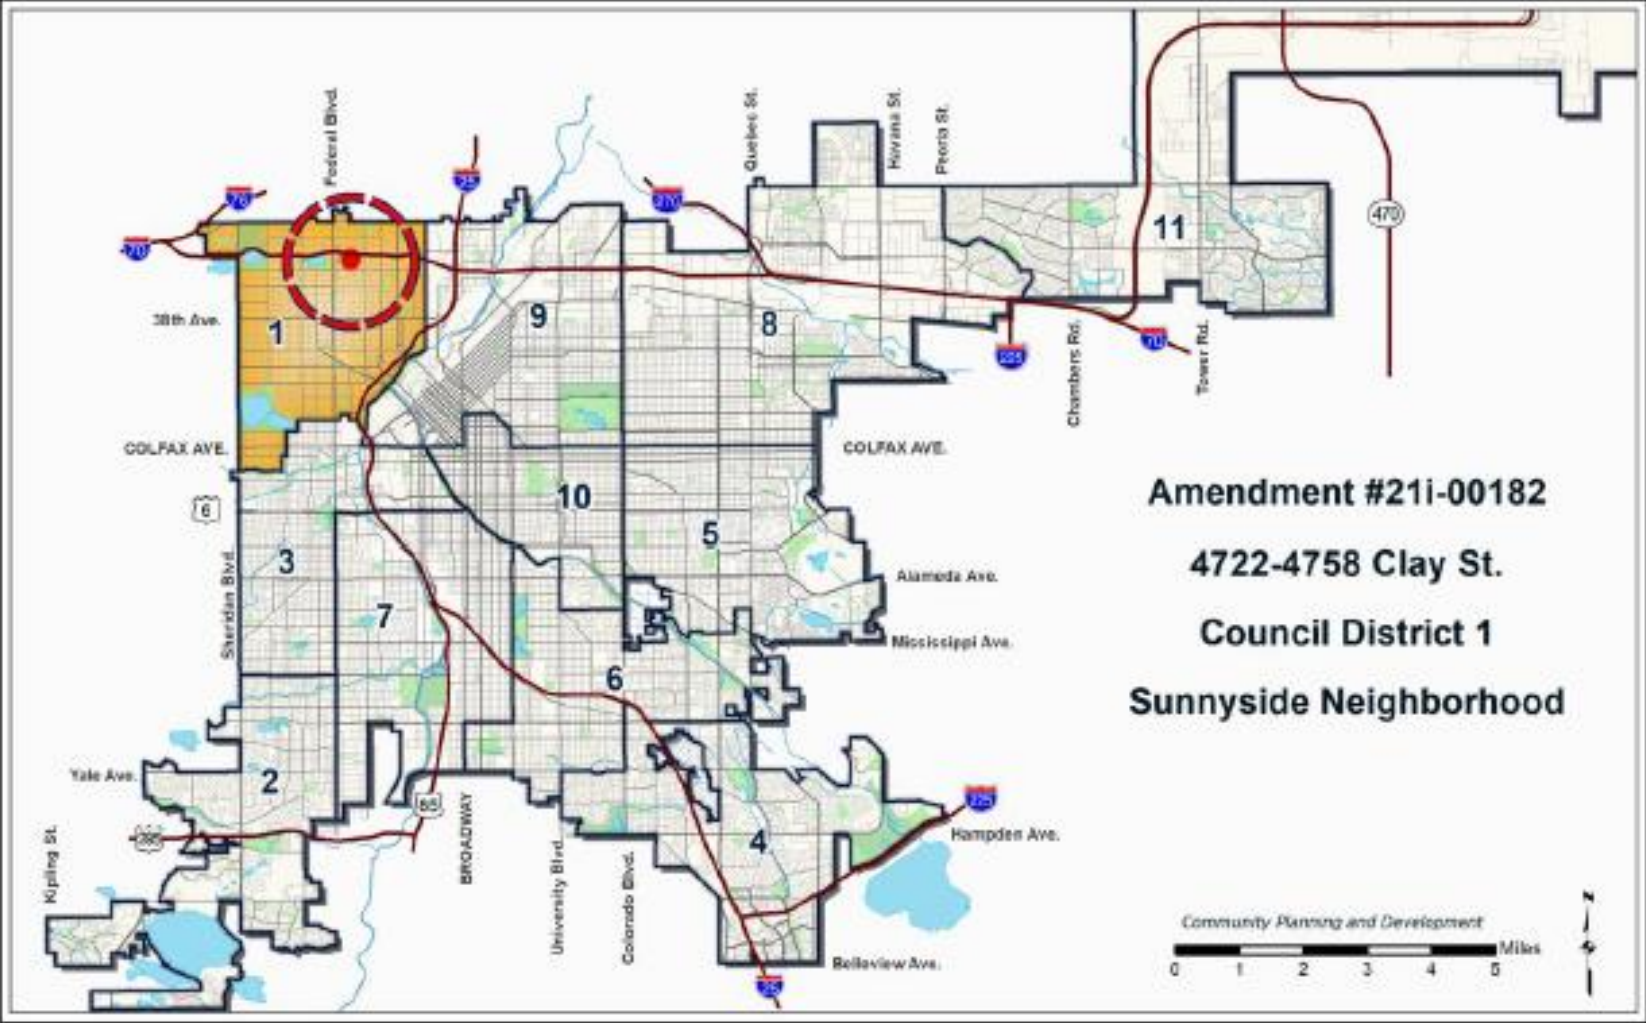 Federal Blvd.
Quebec St.
Havana St.
Peoria St.
76
25
270
470
70
11
38th Ave.
1
9
8
Chambers Rd.
Tower Rd.
70
225
COLFAX AVE.
COLFAX AVE.
6
10
5
3
7
Sheridan Blvd.
Alameda Ave.
Mississippi Ave.
6
Yale Ave.
2
85
BROADWAY
225
285
4
Hampden Ave.
Kipling St.
University Blvd.
Colorado Blvd.
Belleview Ave.
25
Amendment #21i-00182
4722-4758 Clay St.
Council District 1
Sunnyside Neighborhood
Community Planning and Development
Miles
0 1 2 3 4 5